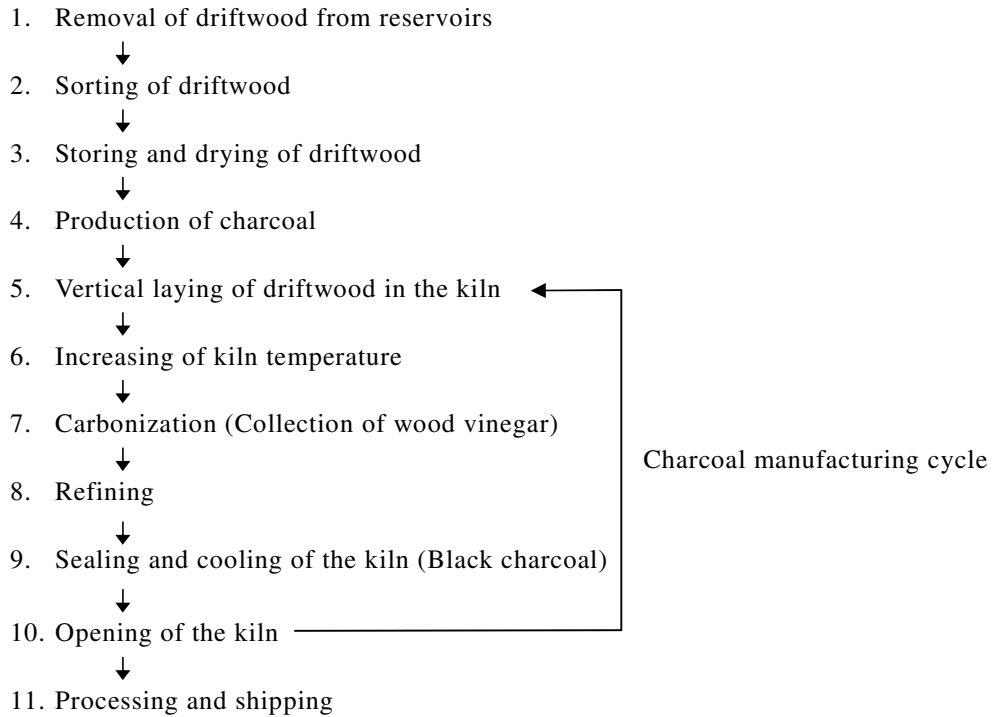 1. Removal of driftwood from reservoirs
2. Sorting of driftwood
3. Storing and drying of driftwood
4. Production of charcoal
5. Vertical laying of driftwood in the kiln
6. Increasing of kiln temperature
7. Carbonization (Collection of wood vinegar)
Charcoal manufacturing cycle
8. Refining
9. Sealing and cooling of the kiln (Black charcoal)
10. Opening of the kiln
11. Processing and shipping